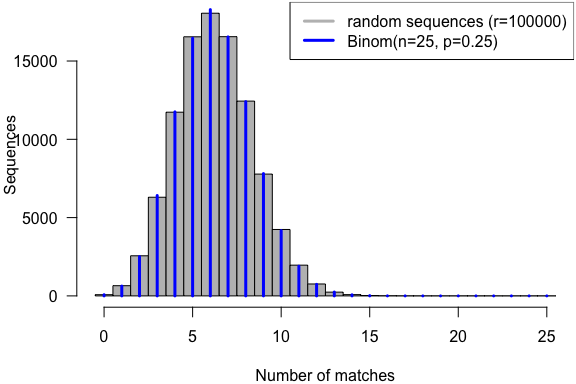 random sequences (r=100000)
Binom(n=25, p=0.25)
15000
10000
5000
0
Sequences
0 5 10 15 20 25
Number of matches